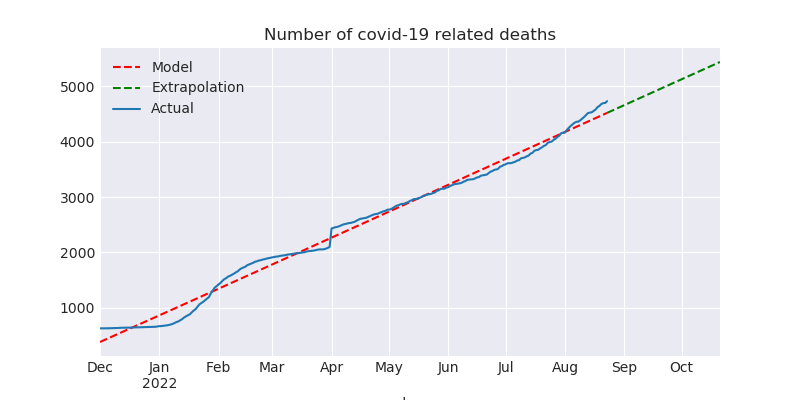 Number of covid-19 related deaths
Model
Extrapolation
Actual
5000
4000
3000
2000
1000
Dec Jan Feb Mar Apr May Jun Jul Aug Sep Oct
2022